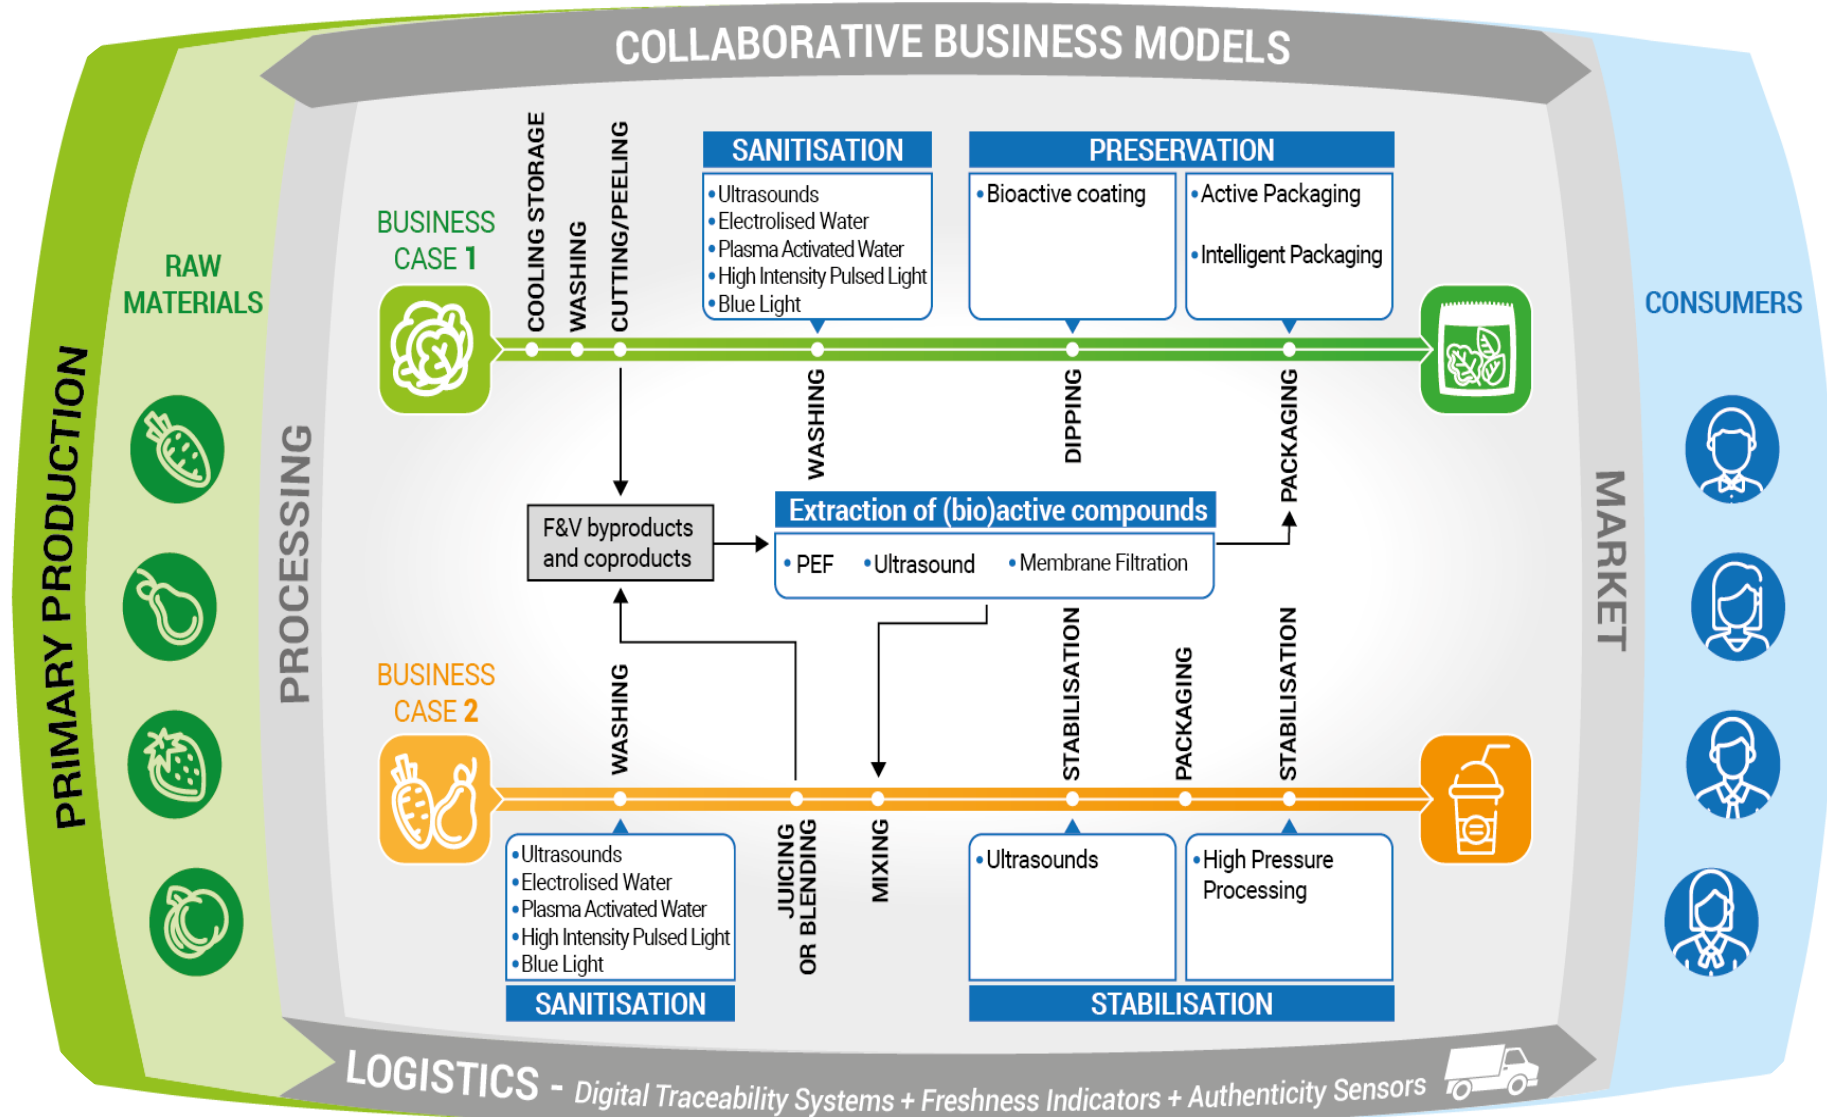 COLLABORATIVE BUSINESS MODELS
PRIMARY PRODUCTION
RAW
MATERIALS
PROCESSING
BUSINESS
CASE 1
COOLING STORAGE
WASHING
CUTTING/PEELING
SANITISATION
• Ultrasounds
• Electrolised Water
• Plasma Activated Water
• High Intensity Pulsed Light
• Blue Light
PRESERVATION
• Bioactive coating
• Active Packaging
• Intelligent Packaging
WASHING
DIPPING
PACKAGING
F&V byproducts
and coproducts
Extraction of (bio)active compounds
• PEF • Ultrasound • Membrane Filtration
BUSINESS
CASE 2
WASHING
STABILISATION
PACKAGING
STABILISATION
• Ultrasounds
• Electrolised Water
• Plasma Activated Water
• High Intensity Pulsed Light
• Blue Light
SANITISATION
JUICING
OR BLENDING
MIXING
• Ultrasounds
• High Pressure
Processing
STABILISATION
MARKET
CONSUMERS
LOGISTICS - Digital Traceability Systems + Freshness Indicators + Authenticity Sensors